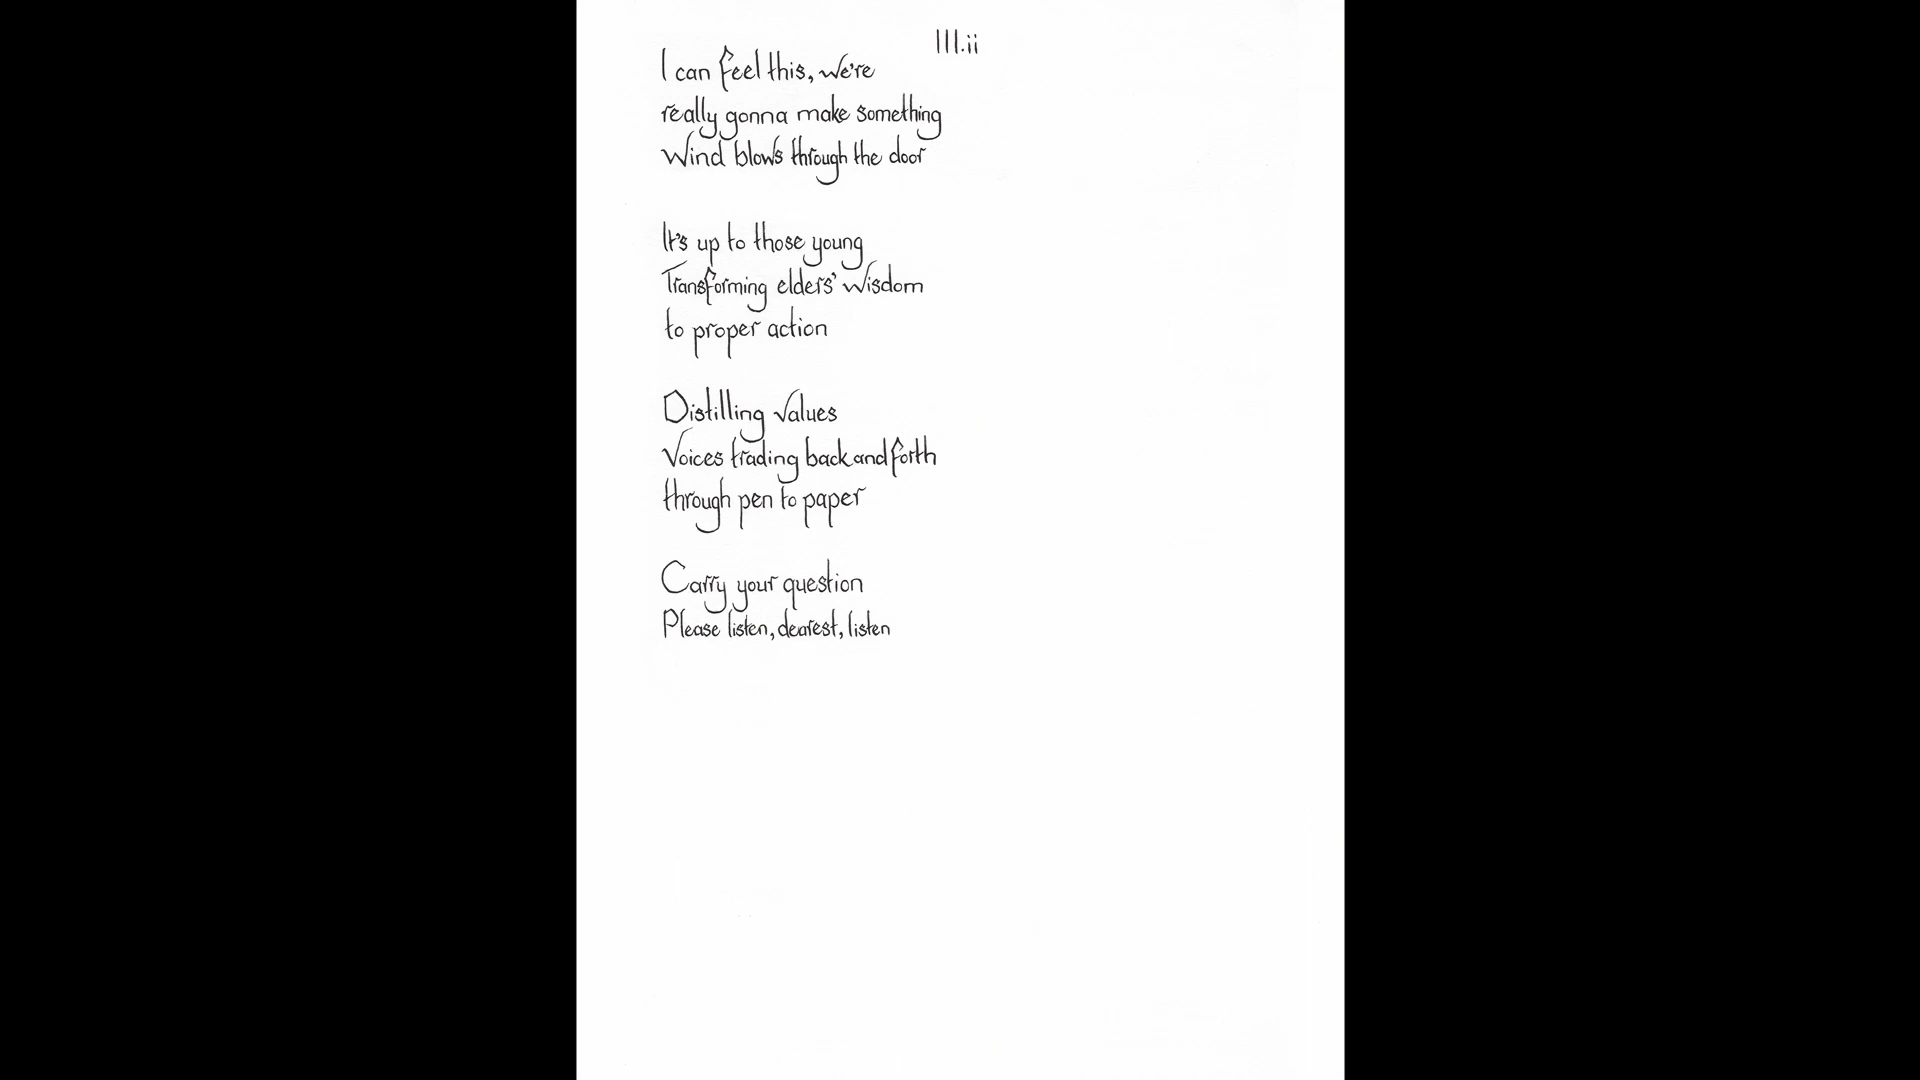 III.ii
I can feel this, we're
really gonna make something
Wind blows through the door
It's up to those young
Transforming elders' wisdom
to proper action
Distilling values
Voices trading back and forth
through pen to paper
Carry your question
Please listen, dearest, listen